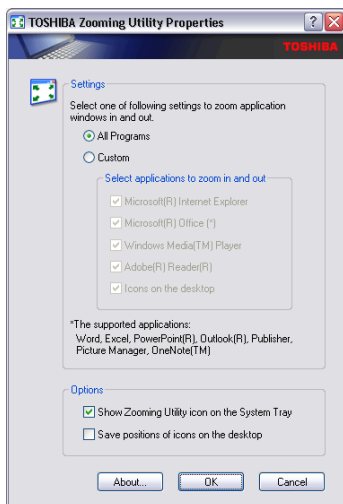 TOSHIBA Zooming Utility Properties
TOSHIBA
Settings
Select one of following settings to zoom application
windows in and out.
All Programs
Custom
Select applications to zoom in and out
Microsoft(R) Internet Explorer
Microsoft(R) Office (*)
Windows Media(TM) Player
Adobe(R) Reader(R)
Icons on the desktop
*The supported applications:
Word, Excel, PowerPoint(R), Outlook(R), Publisher,
Picture Manager, OneNote(TM)
Options
Show Zooming Utility icon on the System Tray
Save positions of icons on the desktop
About... OK Cancel